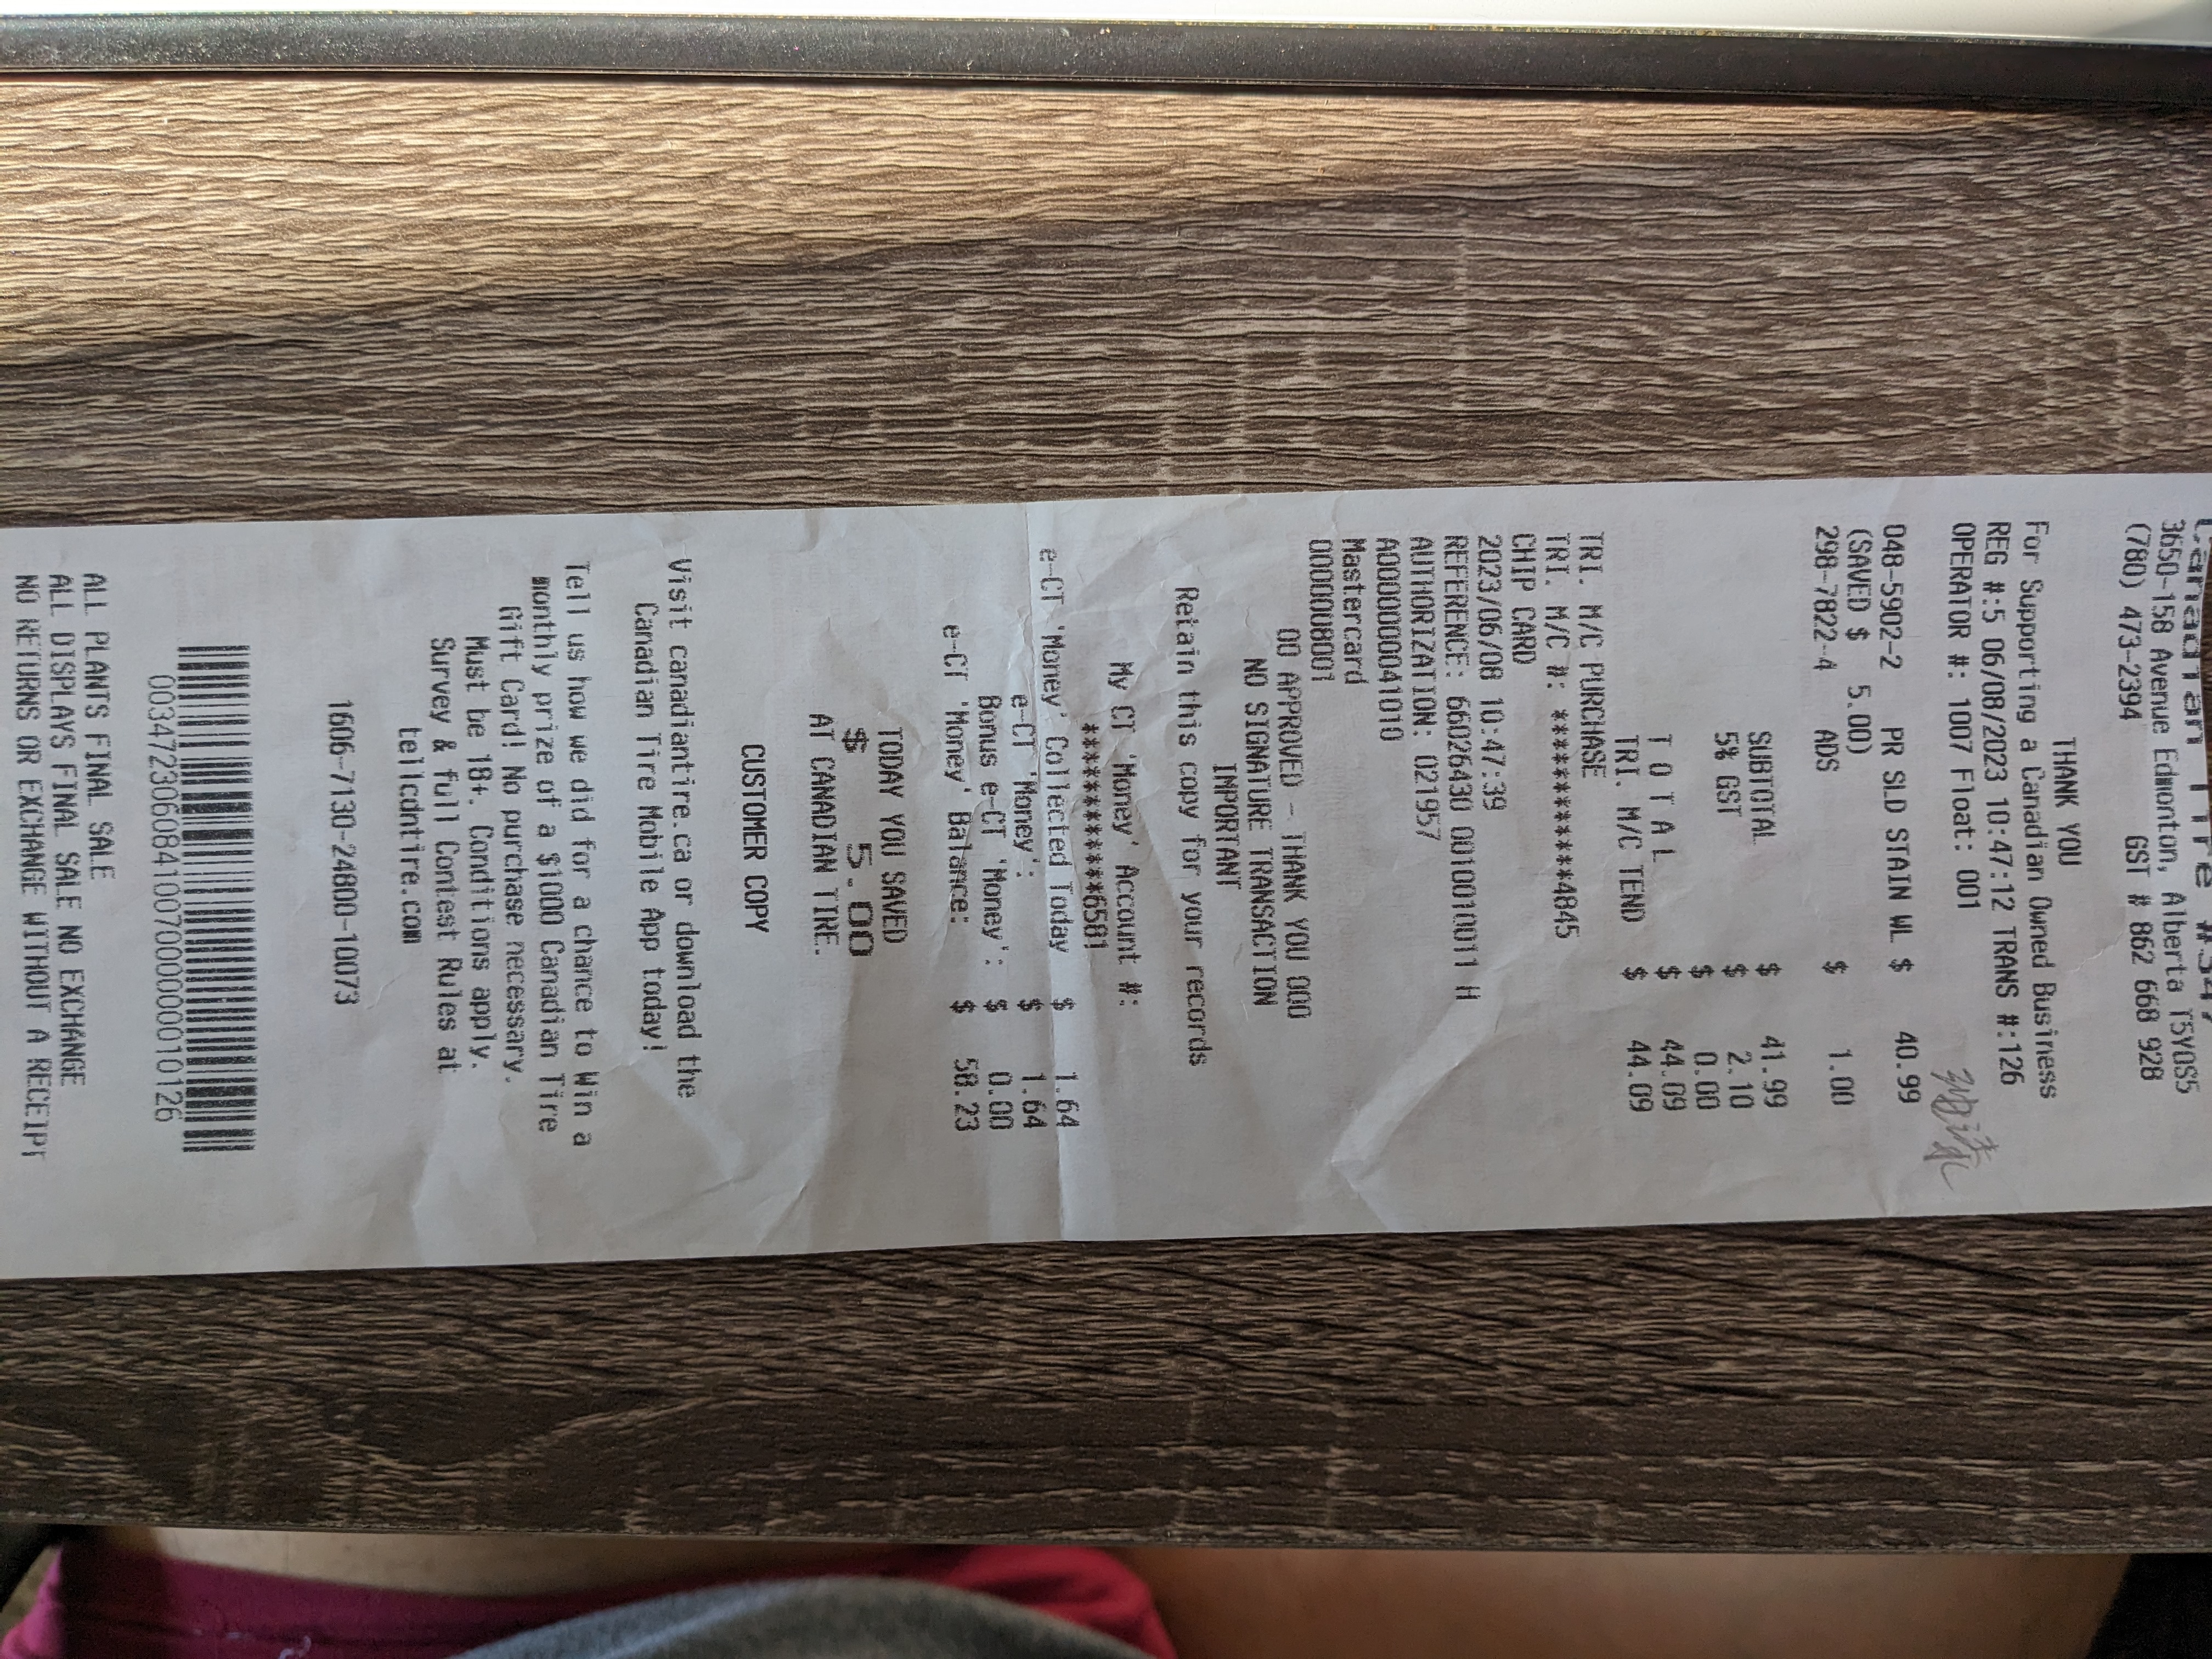 Canadian Tire #347
3650-158 Avenue Edmonton, Alberta T5Y0S5
(780) 473-2394 GST # 862 668 928
THANK YOU
For Supporting a Canadian Owned Business
REG #:5 06/08/2023 10:47:12 TRANS #:126
OPERATOR #: 1007 Float: 001
048-5902-2 PR SLD STAIN WL $ 40.99
(SAVED $ 5.00)
298-7822-4 ADS $ 1.00
SUBTOTAL $ 41.99
5% GST $ 2.10
$ 0.00
T O T A L $ 44.09
TRI. M/C TEND $ 44.09
TRI. M/C PURCHASE
TRI. M/C #: ************4845
CHIP CARD
2023/06/08 10:47:39
REFERENCE: 66026430 0010010011 H
AUTHORIZATION: 021957
A0000000041010
Mastercard
0000008001
00 APPROVED - THANK YOU 000
NO SIGNATURE TRANSACTION
IMPORTANT
Retain this copy for your records
My CT 'Money' Account #:
************6581
e-CT 'Money' Collected Today $ 1.64
e-CT 'Money': $ 1.64
Bonus e-CT 'Money': $ 0.00
e-CT 'Money' Balance: $ 58.23
TODAY YOU SAVED
$ 5.00
AT CANADIAN TIRE.
CUSTOMER COPY
Visit canadiantire.ca or download the
Canadian Tire Mobile App today!
Tell us how we did for a chance to Win a
monthly prize of a $1000 Canadian Tire
Gift Card! No purchase necessary.
Must be 18+. Conditions apply.
Survey & full Contest Rules at
tellcdntire.com
1606-7130-24800-10073
0034723060841007000000010126
ALL PLANTS FINAL SALE
ALL DISPLAYS FINAL SALE NO EXCHANGE
NO RETURNS OR EXCHANGE WITHOUT A RECEIPT